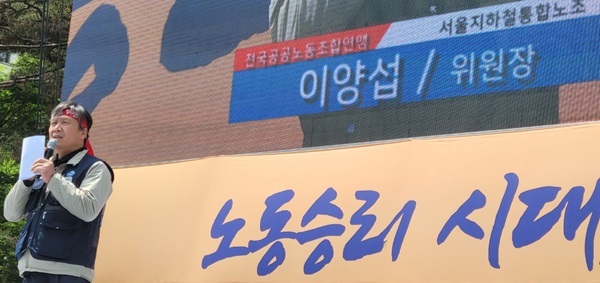 전국공공노동조합연맹 서울지하철통합노조
이양섭 / 위원장
노동승리 시대